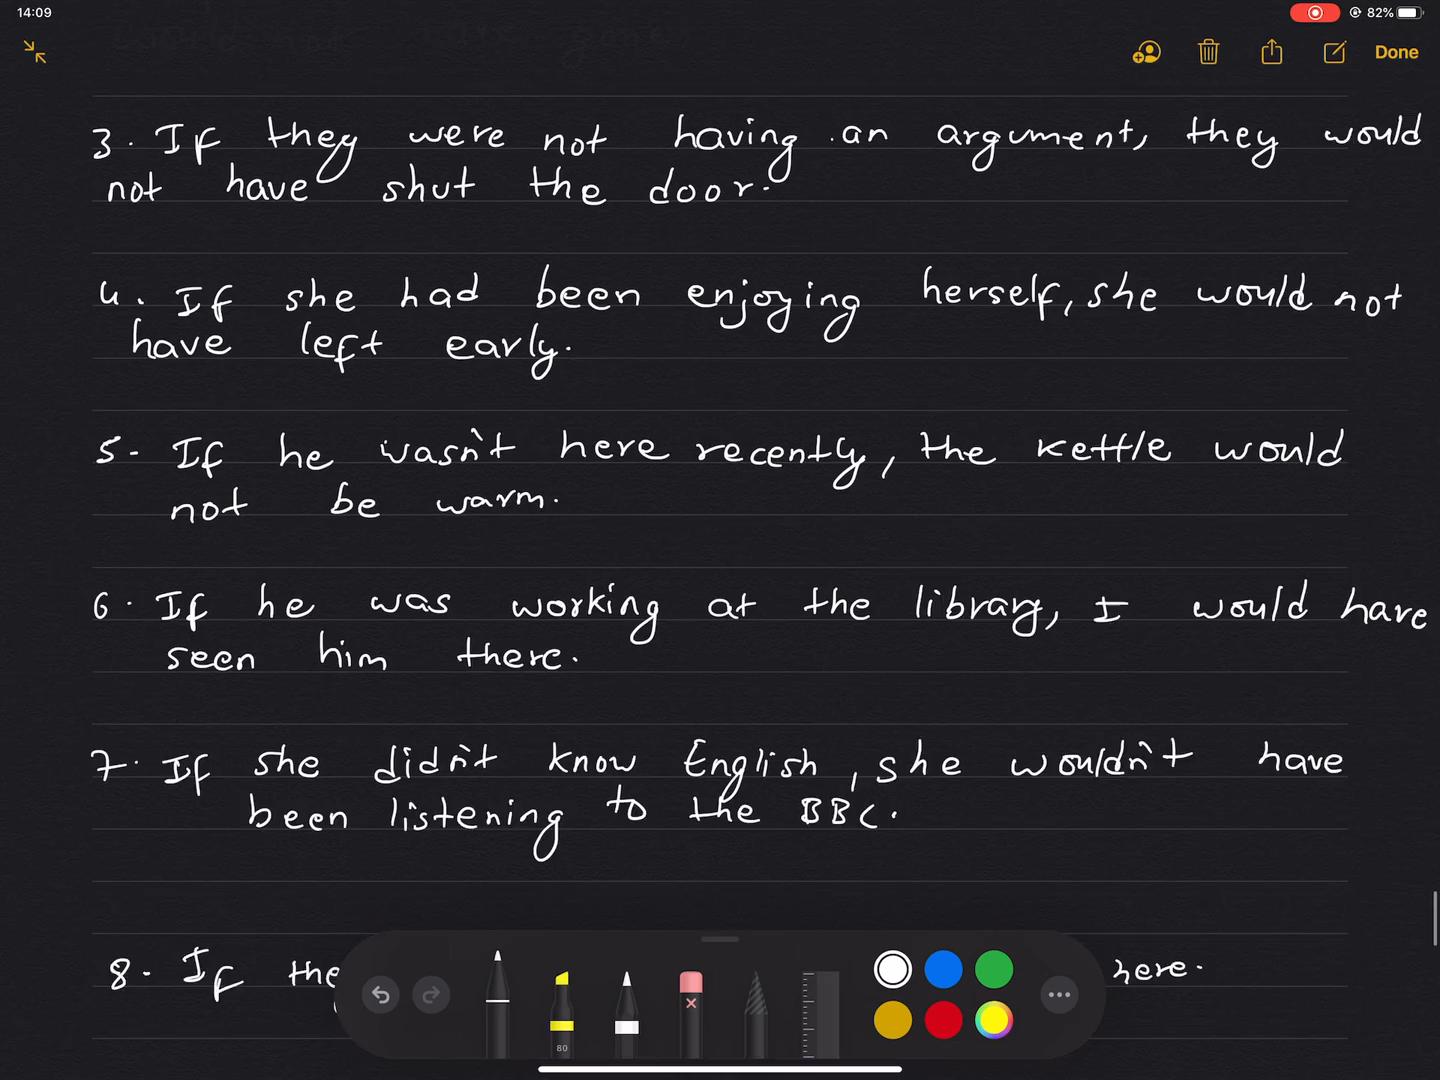 14:09
82%
Done
3. If they were not having an argument, they would
not have shut the door.
4. If she had been enjoying herself, she would not
have left early.
5- If he wasn't here recently, the kettle would
not be warm.
6. If he was working at the library, I would have
seen him there.
7. If she didn't know English, she wouldn't have
been listening to the BBC.
8- If the here.
80